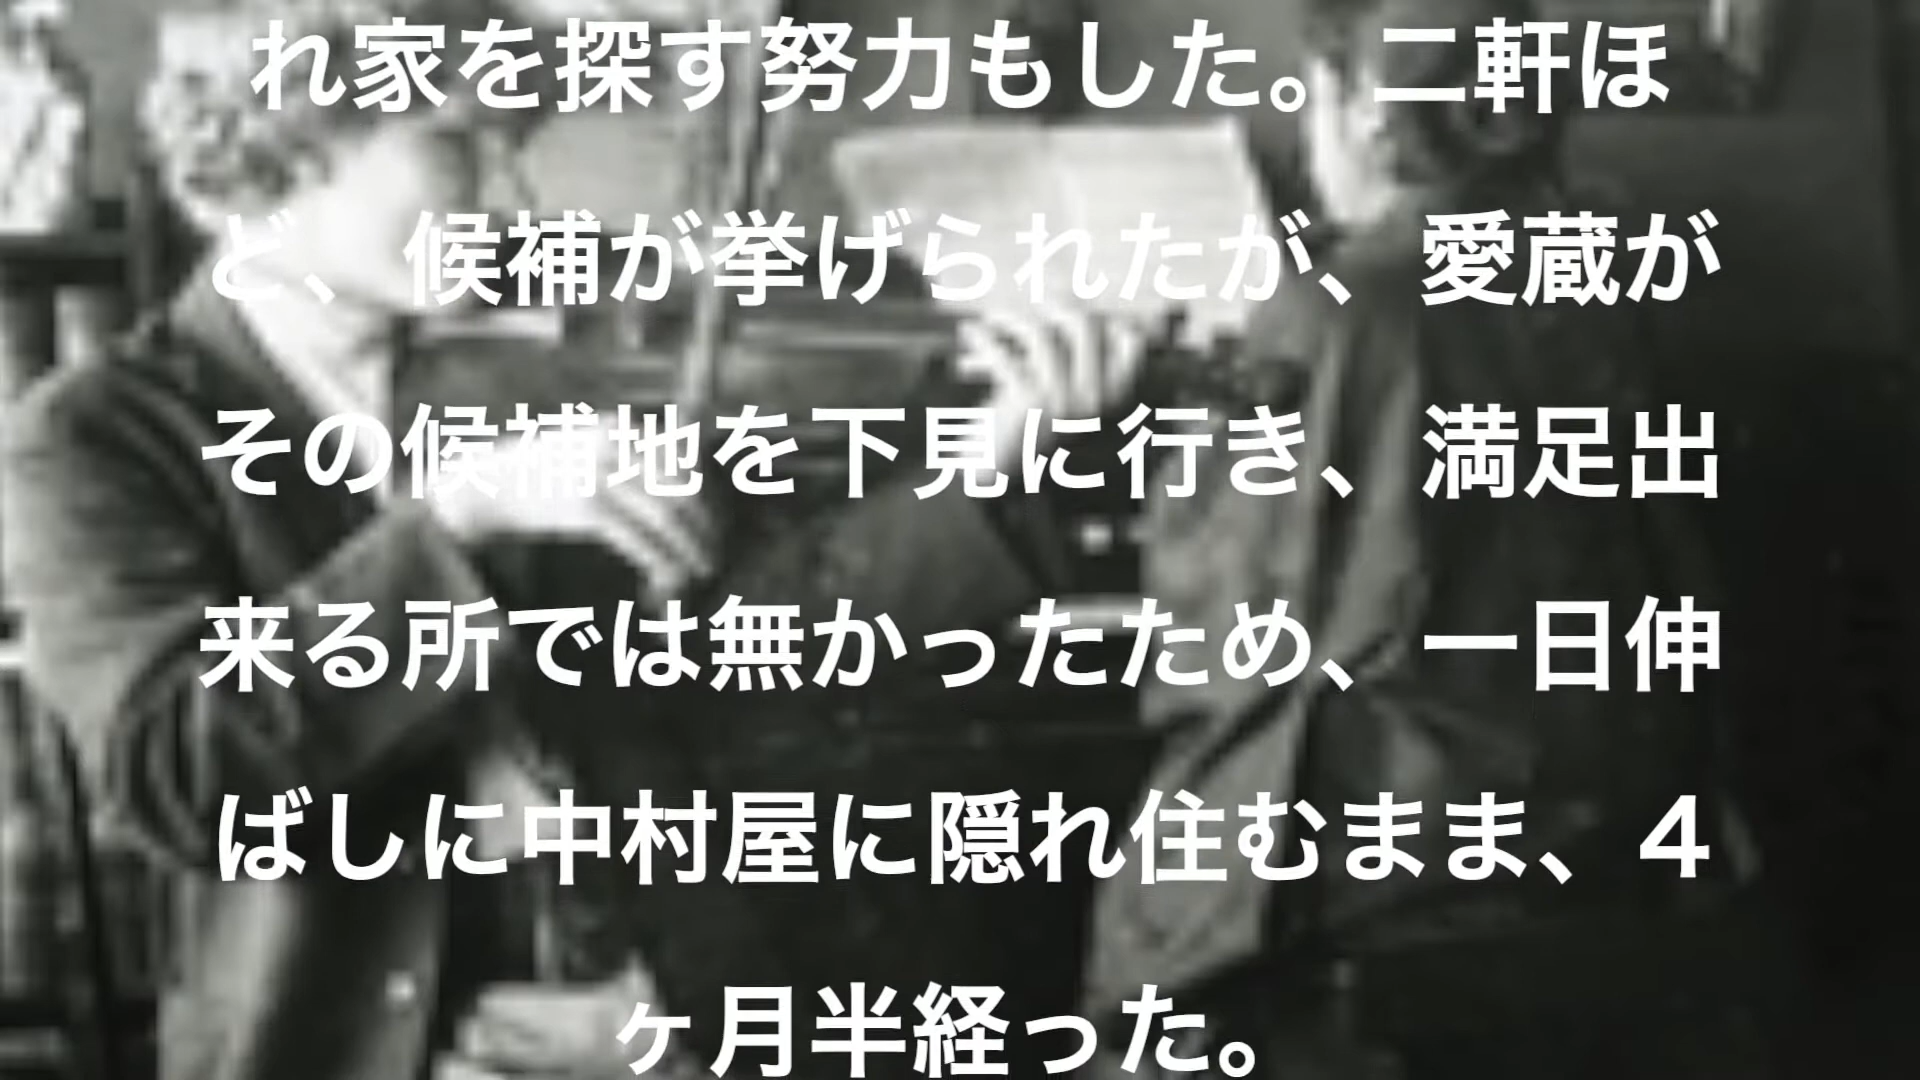 れ家を探す努力もした。二軒ほ
ど、候補が挙げられたが、愛蔵が
その候補地を下見に行き、満足出
来る所では無かったため、一日伸
ばしに中村屋に隠れ住むまま、4
ヶ月半経った。